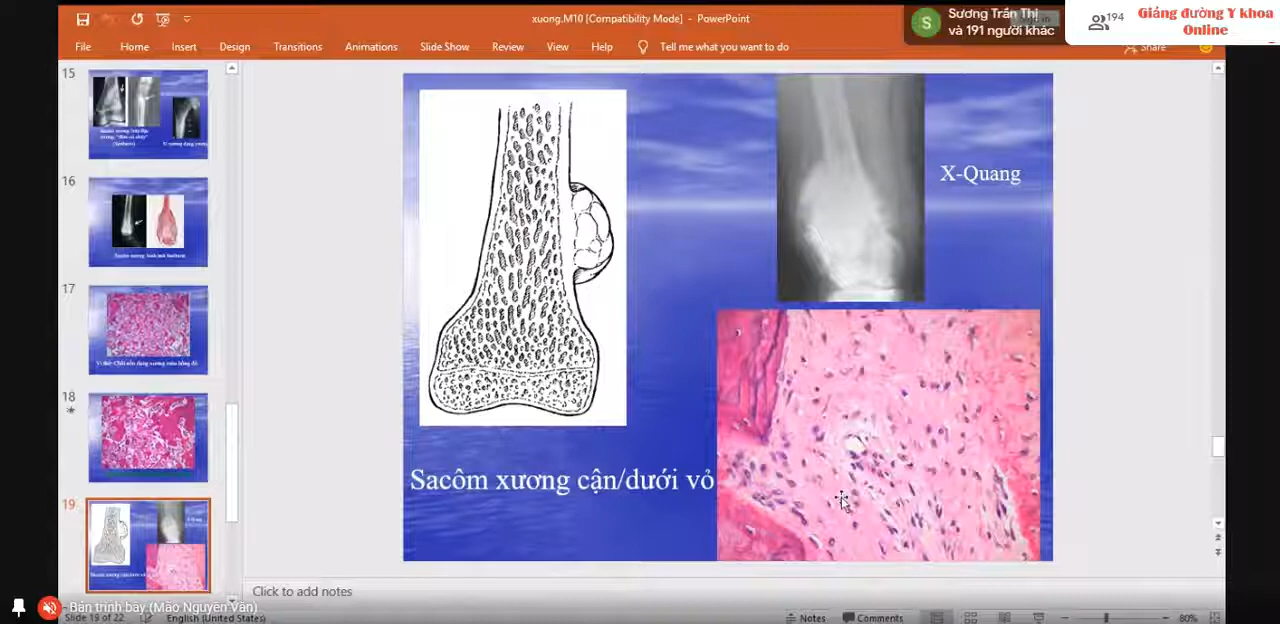 xuong.M10 [Compatibility Mode] - PowerPoint
Sương Trần Thị
và 191 người khác
194
Giảng đường Y khoa
Online
S
File Home Insert Design Transitions Animations Slide Show Review View Help Tell me what you want to do
Share
15
16
17
18
19
X-Quang
Sacôm xương cận/dưới vỏ
Click to add notes
- Bản trình bày (Mão Nguyễn Văn)
Slide 19 of 22 English (United States) Notes Comments 80%